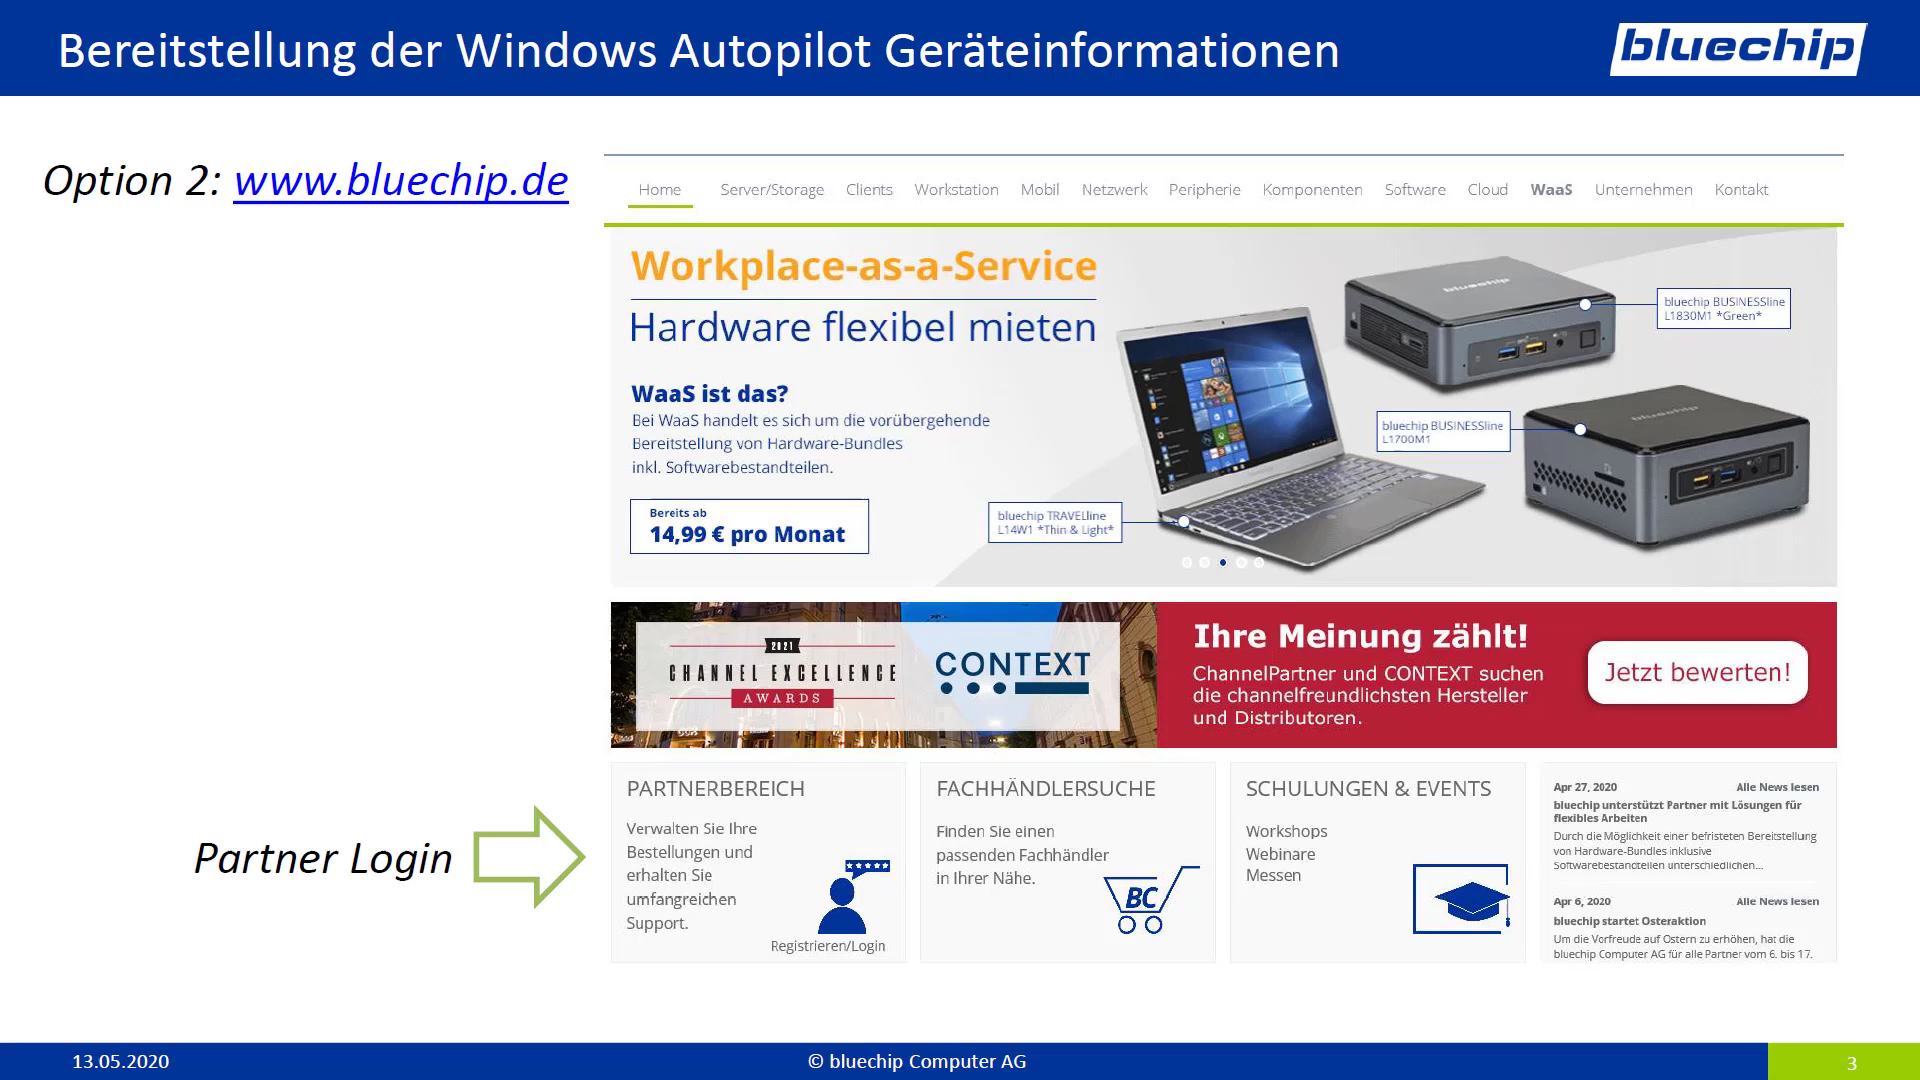 Bereitstellung der Windows Autopilot Geräteinformationen
bluechip
Option 2: www.bluechip.de
Home Server/Storage Clients Workstation Mobil Netzwerk Peripherie Komponenten Software Cloud WaaS Unternehmen Kontakt
Workplace-as-a-Service
Hardware flexibel mieten
WaaS ist das?
Bei WaaS handelt es sich um die vorübergehende
Bereitstellung von Hardware-Bundles
inkl. Softwarebestandteilen.
Bereits ab
14,99 € pro Monat
bluechip
bluechip BUSINESSline
L1830M1 *Green*
bluechip
bluechip BUSINESSline
L1700M1
bluechip TRAVELline
L14W1 *Thin & Light*
2021
CHANNEL EXCELLENCE
AWARDS
CONTEXT
Ihre Meinung zählt!
ChannelPartner und CONTEXT suchen
die channelfreundlichsten Hersteller
und Distributoren.
Jetzt bewerten!
Partner Login
PARTNERBEREICH
Verwalten Sie Ihre
Bestellungen und
erhalten Sie
umfangreichen
Support.
Registrieren/Login
FACHHÄNDLERSUCHE
Finden Sie einen
passenden Fachhändler
in Ihrer Nähe.
BC
SCHULUNGEN & EVENTS
Workshops
Webinare
Messen
Apr 27, 2020 Alle News lesen
bluechip unterstützt Partner mit Lösungen für
flexibles Arbeiten
Durch die Möglichkeit einer befristeten Bereitstellung
von Hardware-Bundles inklusive
Softwarebestandteilen unterschiedlichen...
Apr 6, 2020 Alle News lesen
bluechip startet Osteraktion
Um die Vorfreude auf Ostern zu erhöhen, hat die
bluechip Computer AG für alle Partner vom 6. bis 17.
13.05.2020
© bluechip Computer AG
3